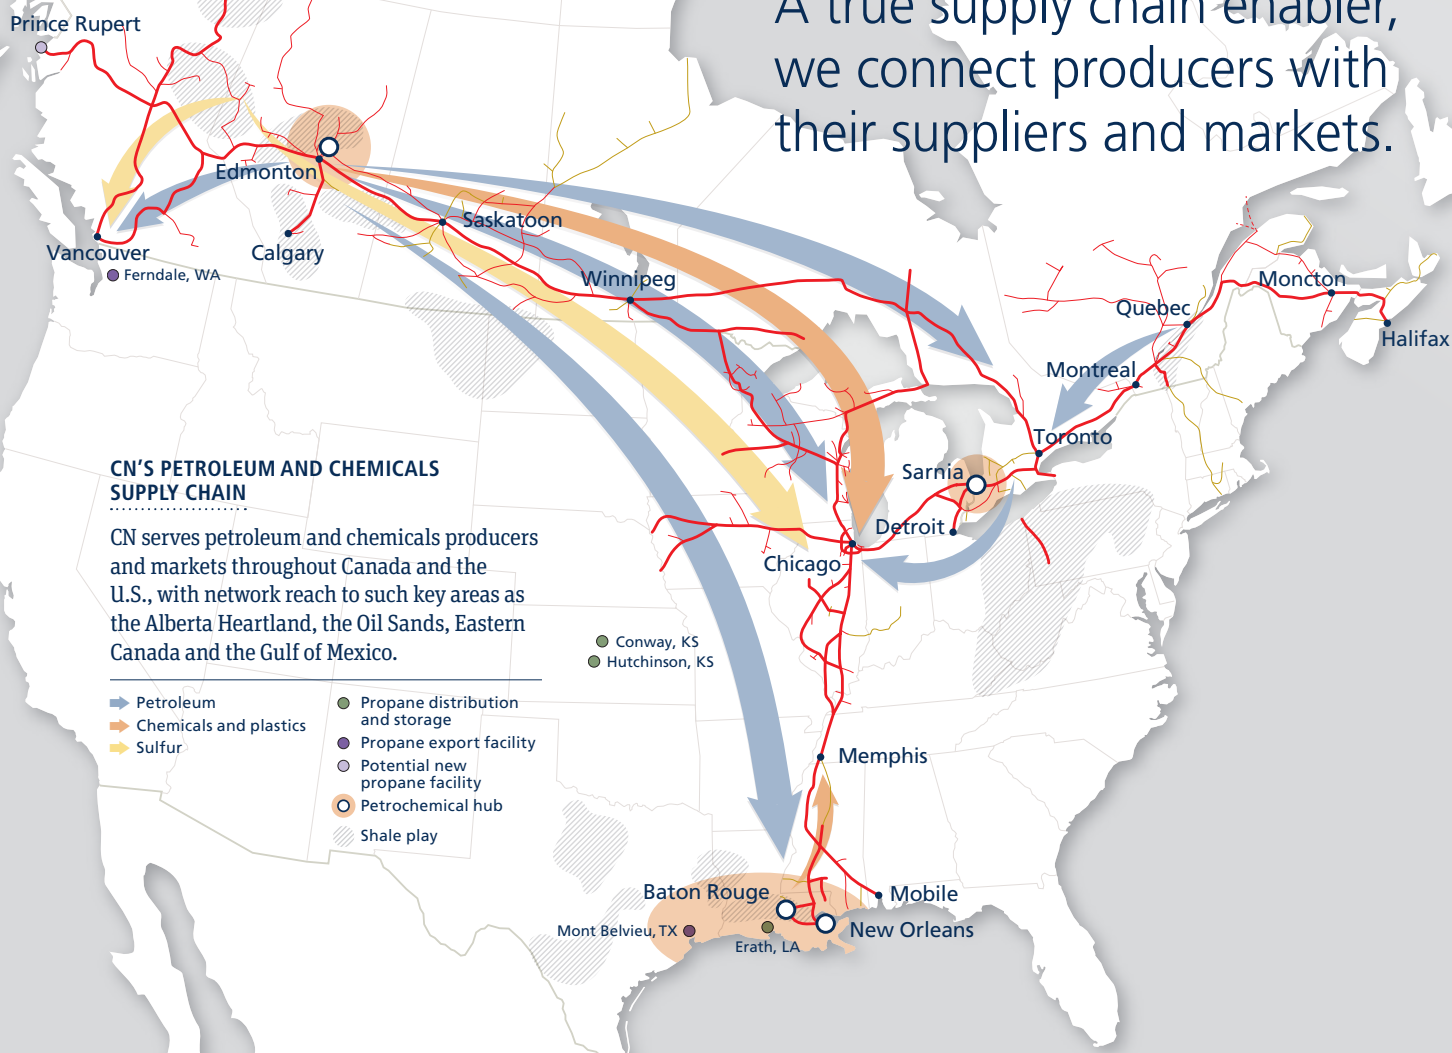 A true supply chain enabler,
we connect producers with
their suppliers and markets.
Prince Rupert
Edmonton
Saskatoon
Vancouver
Calgary
Ferndale, WA
Winnipeg
Moncton
Quebec
Halifax
Montreal
Toronto
Sarnia
Detroit
Chicago
CN'S PETROLEUM AND CHEMICALS
SUPPLY CHAIN
CN serves petroleum and chemicals producers
and markets throughout Canada and the
U.S., with network reach to such key areas as
the Alberta Heartland, the Oil Sands, Eastern
Canada and the Gulf of Mexico.
Conway, KS
Hutchinson, KS
Petroleum
Chemicals and plastics
Sulfur
Propane distribution
and storage
Propane export facility
Potential new
propane facility
Petrochemical hub
Shale play
Memphis
Baton Rouge
Mobile
Mont Belvieu, TX
New Orleans
Erath, LA